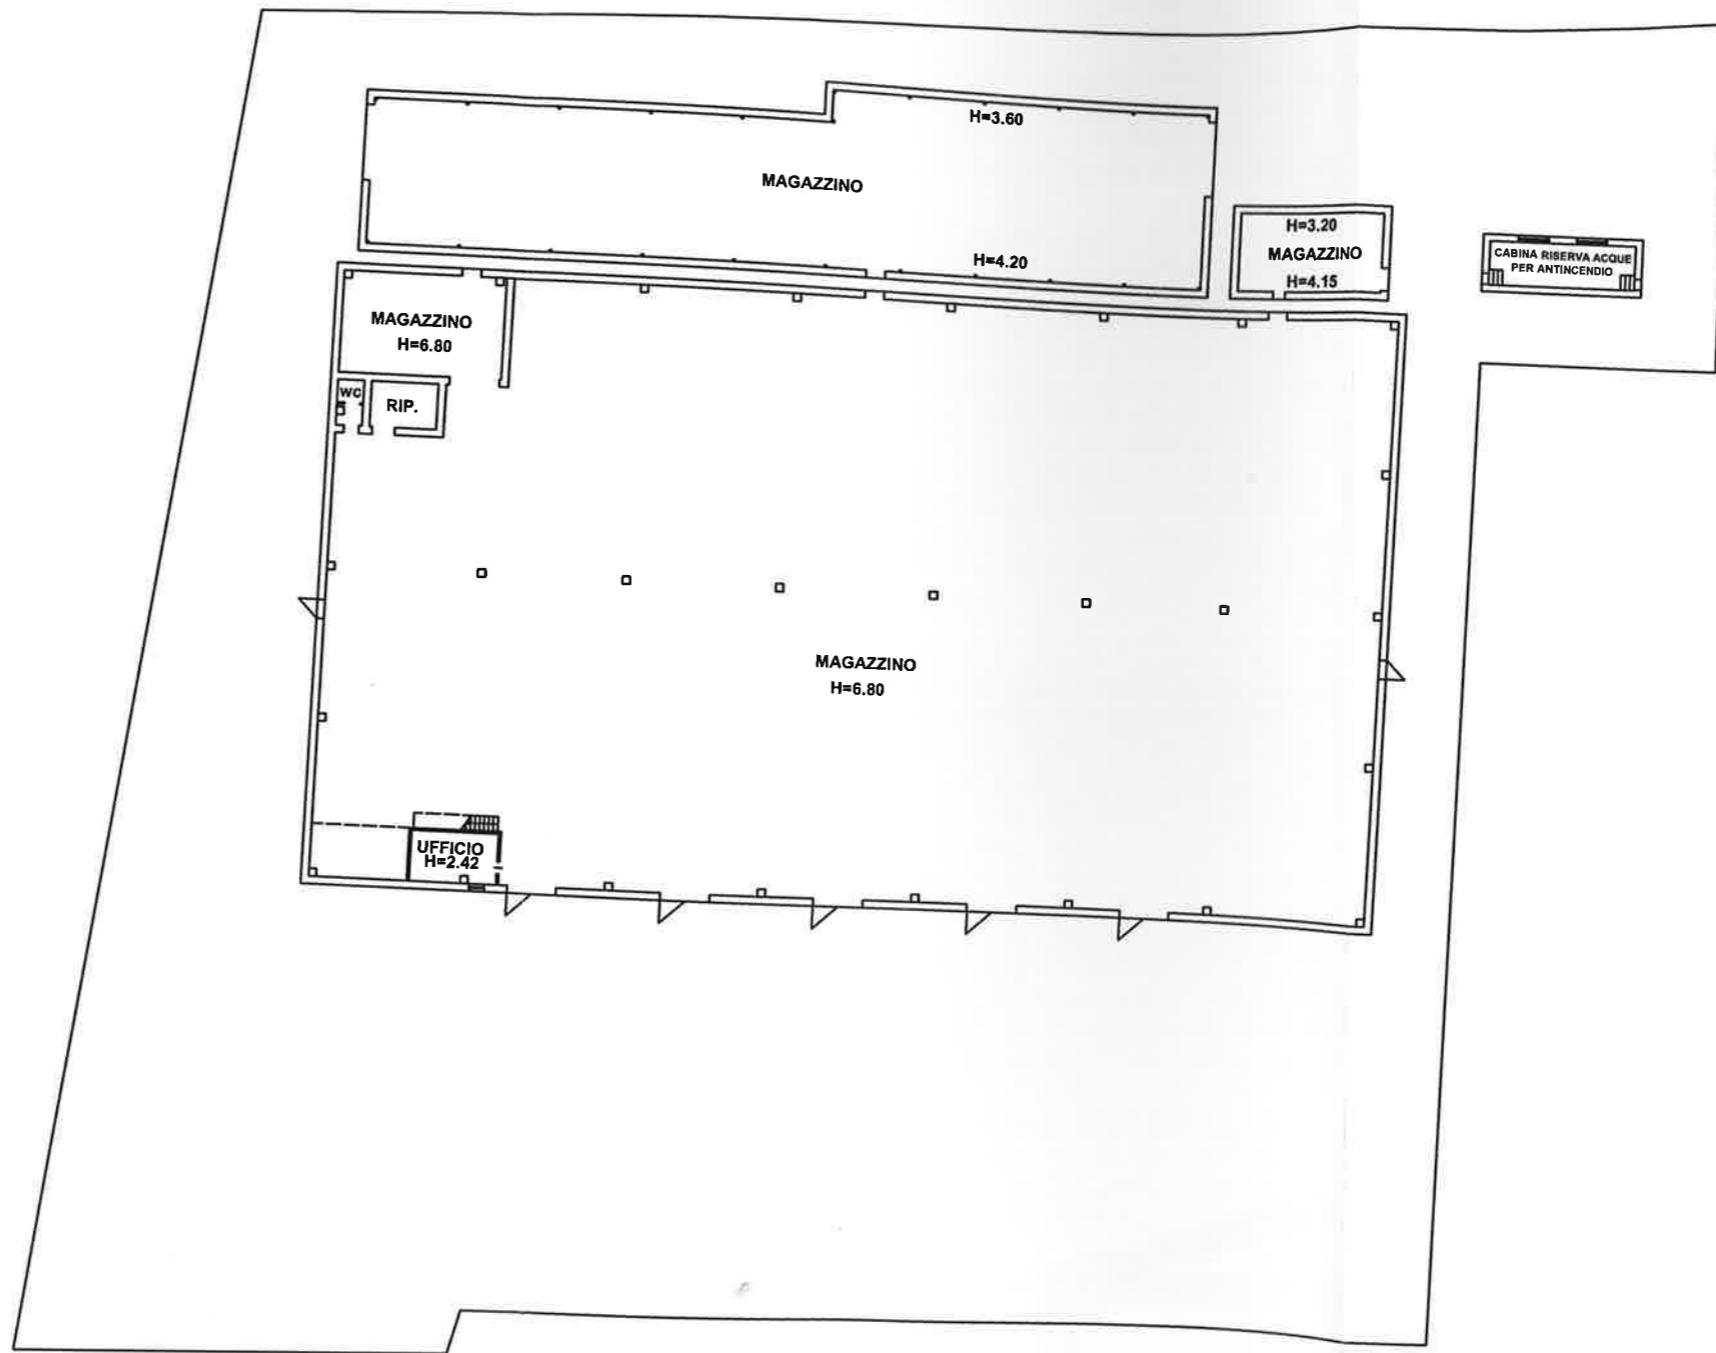 H=3.60
MAGAZZINO
H=4.20
H=3.20
MAGAZZINO
H=4.15
CABINA RISERVA ACQUE
PER ANTINCENDIO
MAGAZZINO
H=6.80
WC
RIP.
MAGAZZINO
H=6.80
UFFICIO
H=2.42